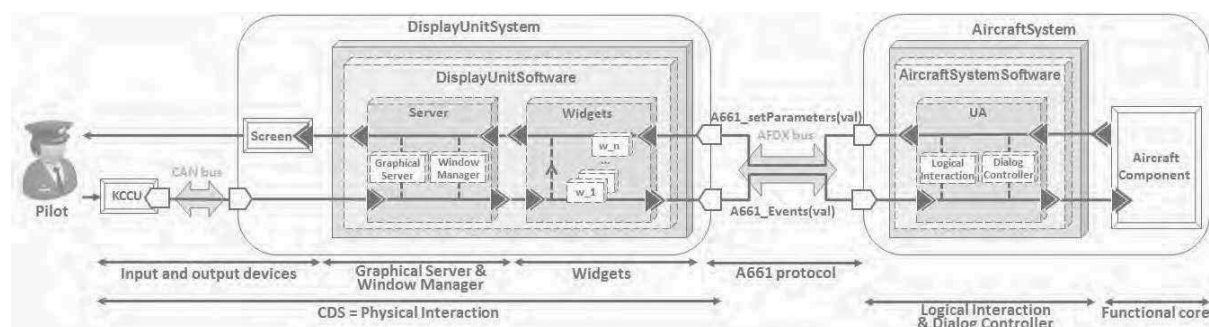 DisplayUnitSystem
AircraftSystem
DisplayUnitSoftware
AircraftSystemSoftware
Server
Widgets
A661_setParameters(val)
UA
Screen
AFDX bus
w_n
...
Graphical
Server
Window
Manager
Logical
Interaction
Dialog
Controller
Aircraft
Component
CAN bus
w_1
KCCU
Pilot
A661_Events(val)
Input and output devices
Graphical Server &
Window Manager
Widgets
A661 protocol
CDS = Physical Interaction
Logical Interaction
& Dialog Controller
Functional core